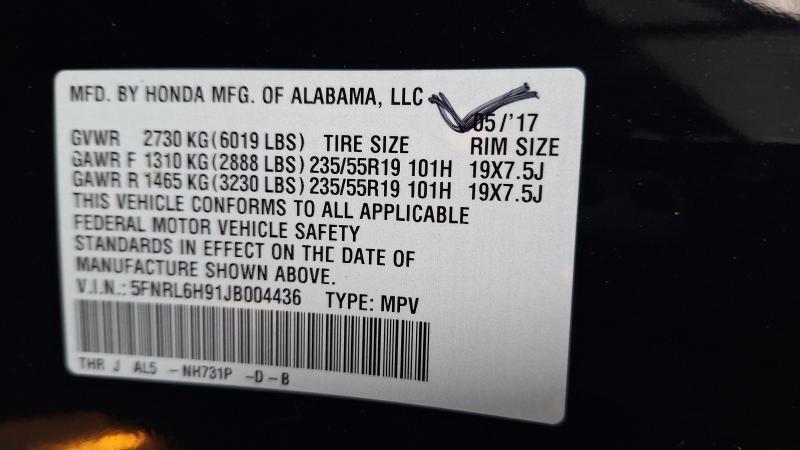 MFD. BY HONDA MFG. OF ALABAMA, LLC
05/'17
GVWR 2730 KG(6019 LBS) TIRE SIZE RIM SIZE
GAWR F 1310 KG(2888 LBS) 235/55R19 101H 19X7.5J
GAWR R 1465 KG(3230 LBS) 235/55R19 101H 19X7.5J
THIS VEHICLE CONFORMS TO ALL APPLICABLE
FEDERAL MOTOR VEHICLE SAFETY
STANDARDS IN EFFECT ON THE DATE OF
MANUFACTURE SHOWN ABOVE.
V.I.N.: 5FNRL6H91JB004436 TYPE: MPV
THR J AL5 -NH731P -D-B